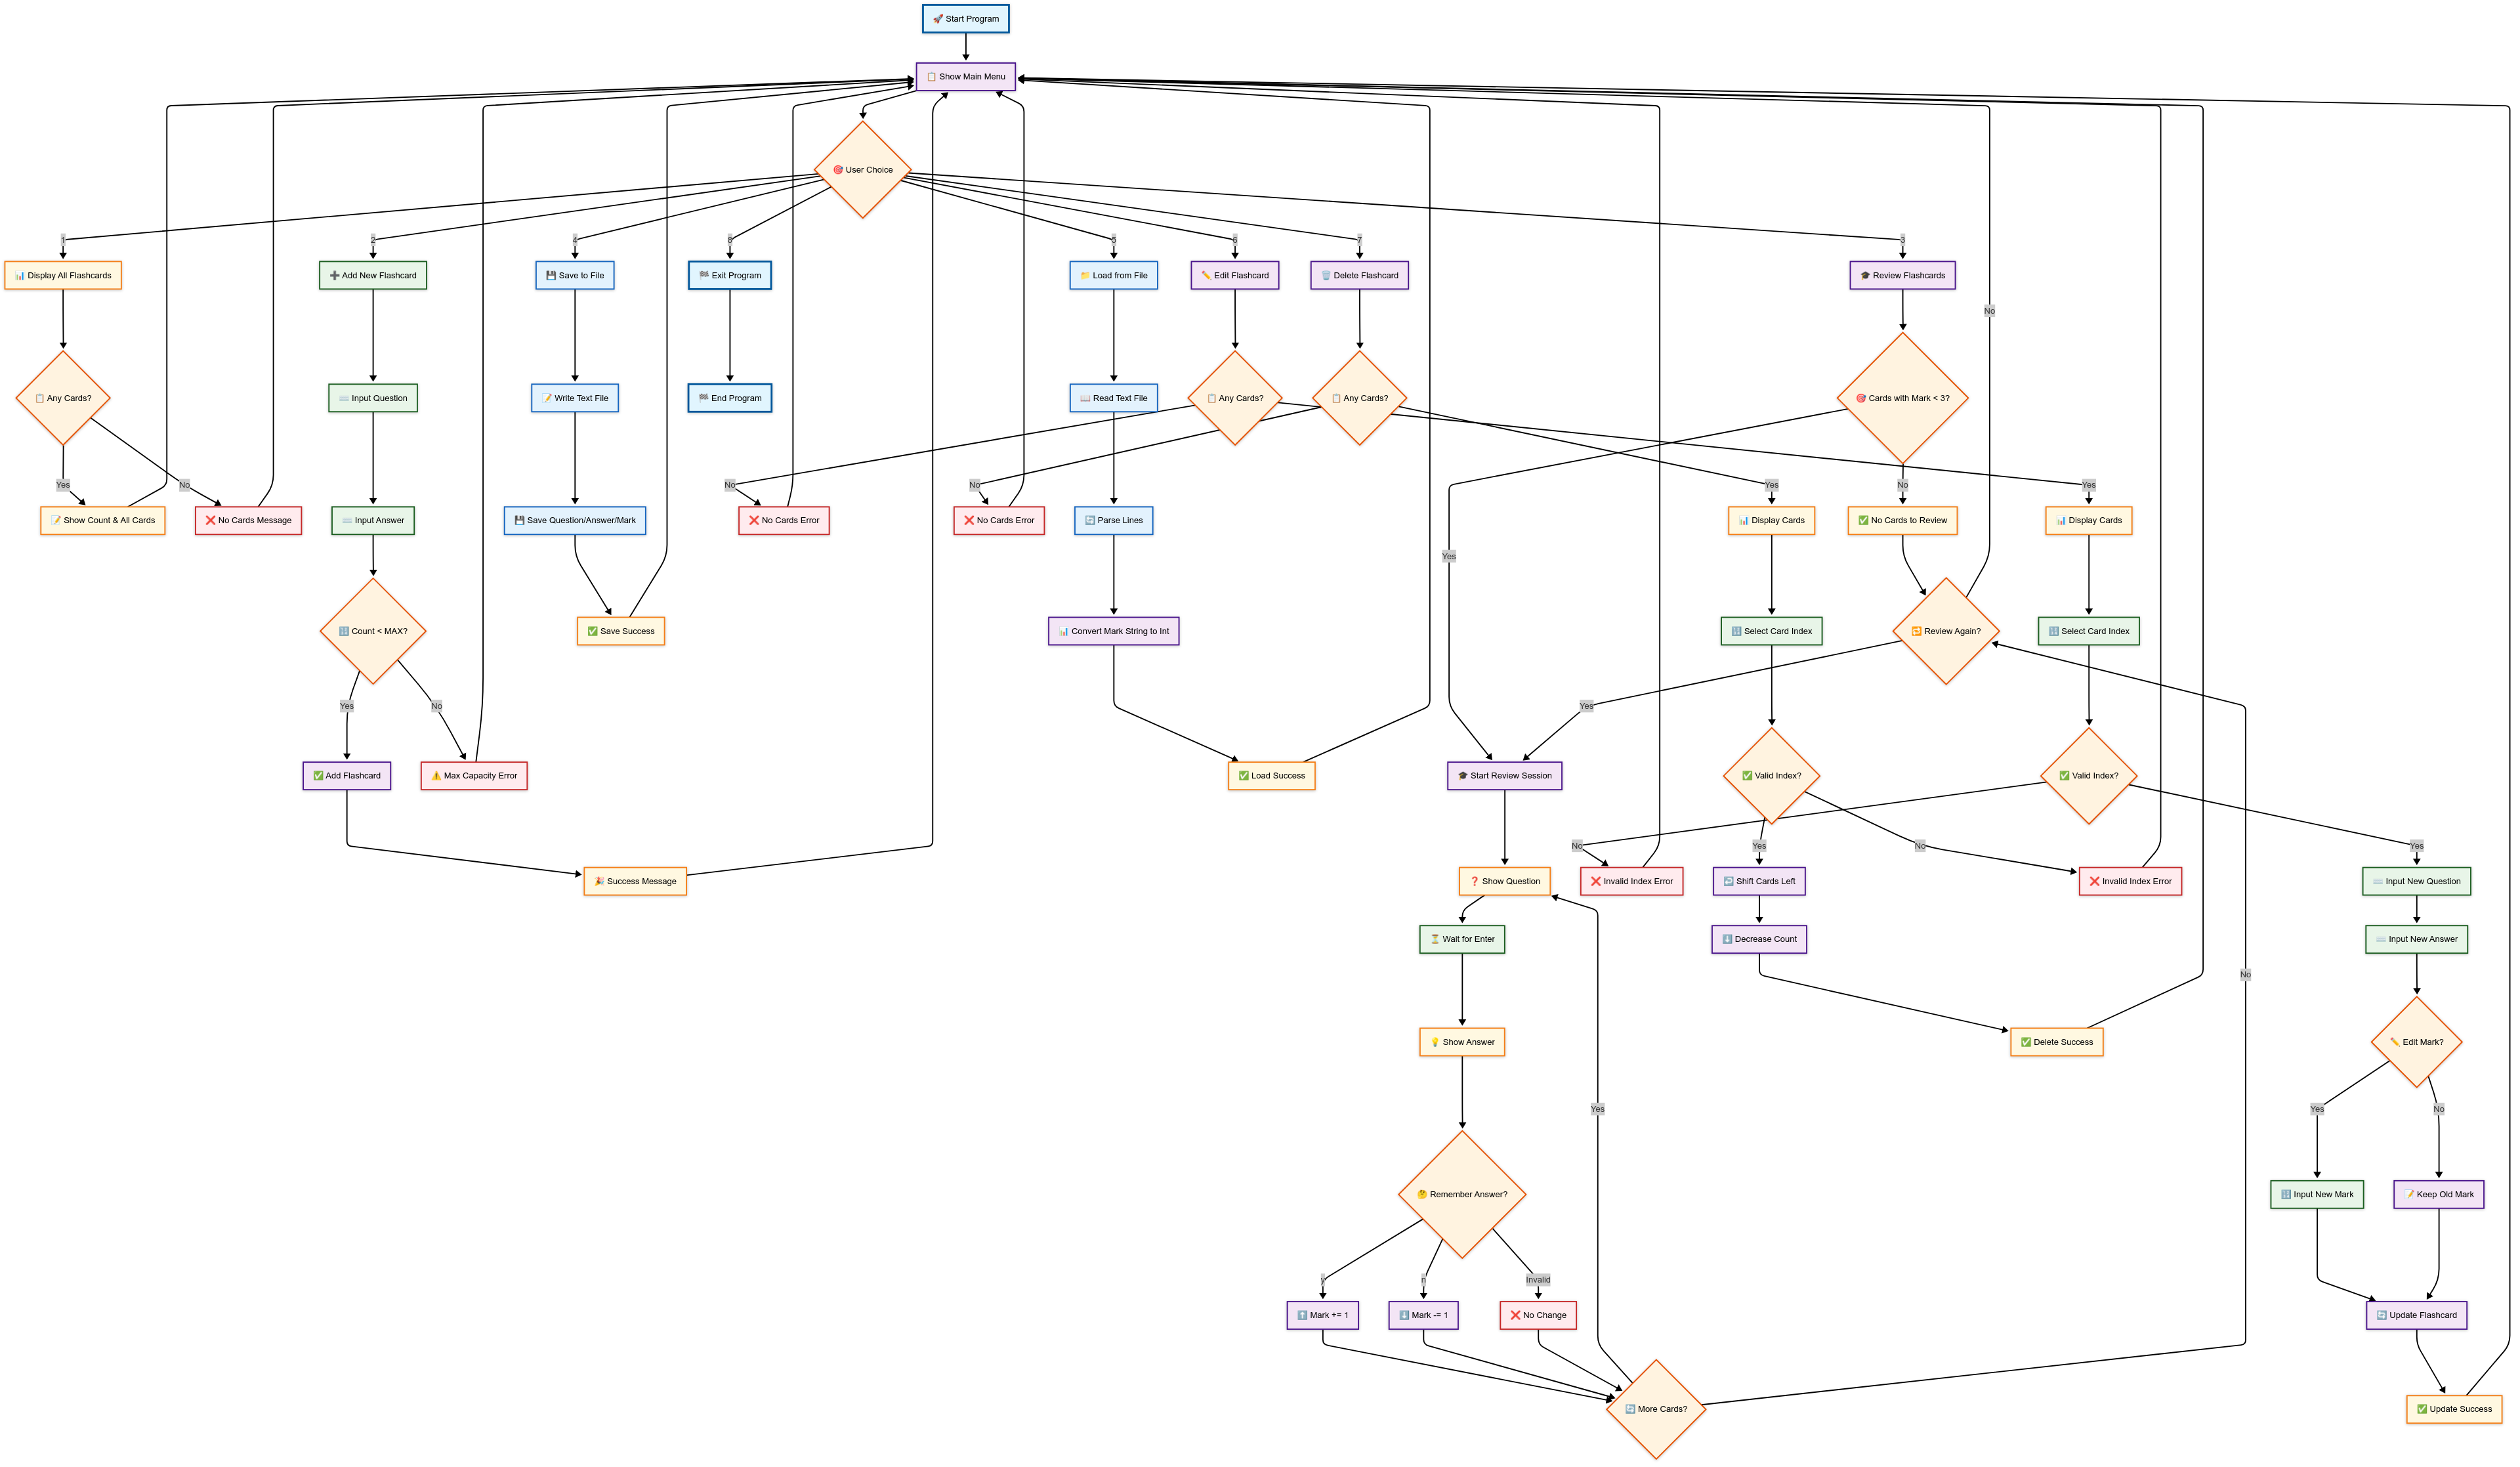 🚀 Start Program
📋 Show Main Menu
🎯 User Choice
1
2
4
8
5
6
7
3
📊 Display All Flashcards
➕ Add New Flashcard
💾 Save to File
🏁 Exit Program
📁 Load from File
✏️ Edit Flashcard
🗑️ Delete Flashcard
🎓 Review Flashcards
No
📋 Any Cards?
⌨️ Input Question
📝 Write Text File
🏁 End Program
📖 Read Text File
📋 Any Cards?
📋 Any Cards?
🎯 Cards with Mark < 3?
Yes
No
No
No
Yes
No
Yes
📝 Show Count & All Cards
❌ No Cards Message
⌨️ Input Answer
💾 Save Question/Answer/Mark
❌ No Cards Error
❌ No Cards Error
🔄 Parse Lines
📊 Display Cards
✅ No Cards to Review
📊 Display Cards
Yes
🔢 Count < MAX?
✅ Save Success
📊 Convert Mark String to Int
🔢 Select Card Index
🔁 Review Again?
🔢 Select Card Index
Yes
No
Yes
✅ Add Flashcard
⚠️ Max Capacity Error
✅ Load Success
🎓 Start Review Session
✅ Valid Index?
✅ Valid Index?
No
Yes
No
Yes
🎉 Success Message
❓ Show Question
❌ Invalid Index Error
↩️ Shift Cards Left
❌ Invalid Index Error
⌨️ Input New Question
⏳ Wait for Enter
⬇️ Decrease Count
⌨️ Input New Answer
No
💡 Show Answer
✅ Delete Success
✏️ Edit Mark?
Yes
Yes
No
🤔 Remember Answer?
🔢 Input New Mark
📝 Keep Old Mark
y
n
Invalid
⬆️ Mark += 1
⬇️ Mark -= 1
❌ No Change
🔄 Update Flashcard
🔄 More Cards?
✅ Update Success